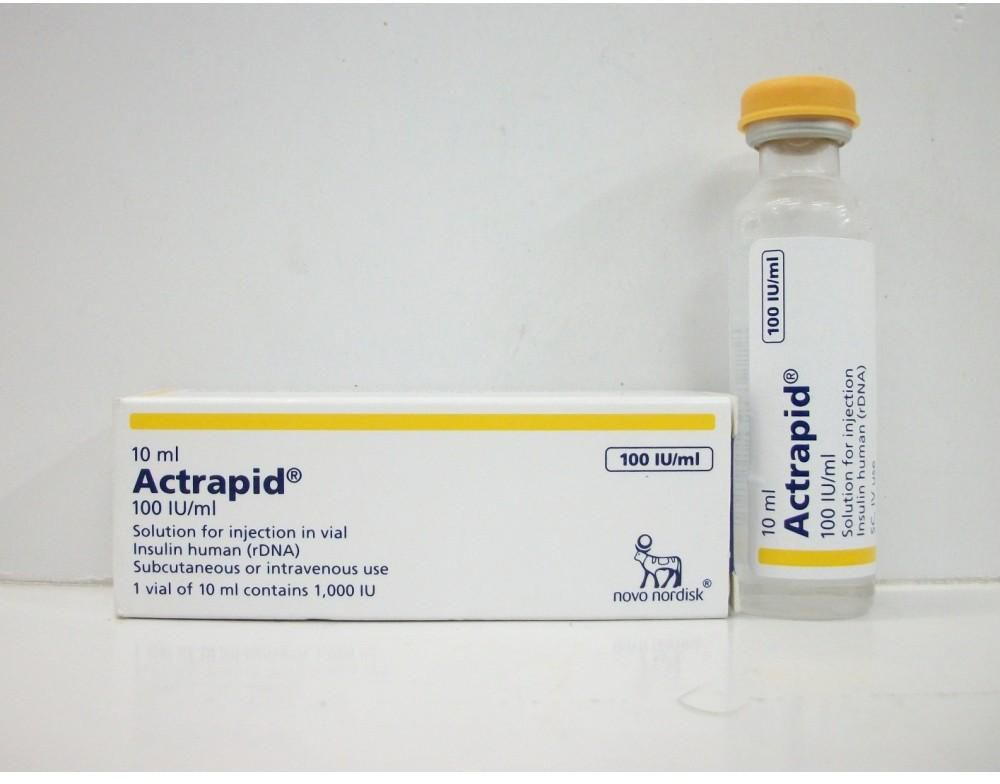 10 ml
Actrapid®
100 IU/ml
100 IU/ml
Solution for injection in vial
Insulin human (rDNA)
Subcutaneous or intravenous use
1 vial of 10 ml contains 1,000 IU
novo nordisk®
100 IU/ml
10 ml
Actrapid®
100 IU/ml
Solution for injection
Insulin human (rDNA)
SC, IV use